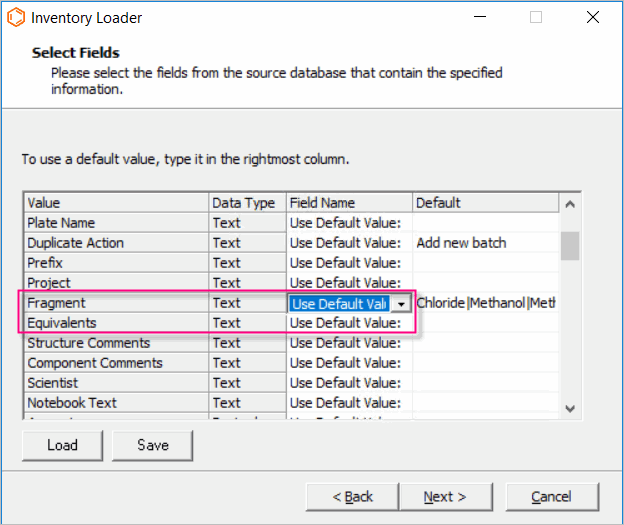 Inventory Loader
Select Fields
Please select the fields from the source database that contain the specified
information.
To use a default value, type it in the rightmost column.
Value Data Type Field Name Default
Plate Name Text Use Default Value:
Duplicate Action Text Use Default Value: Add new batch
Prefix Text Use Default Value:
Project Text Use Default Value:
Fragment Text Use Default Valu Chloride|Methanol|Meth
Equivalents Text Use Default Value:
Structure Comments Text Use Default Value:
Component Comments Text Use Default Value:
Scientist Text Use Default Value:
Notebook Text Text Use Default Value:
Load Save
< Back Next > Cancel